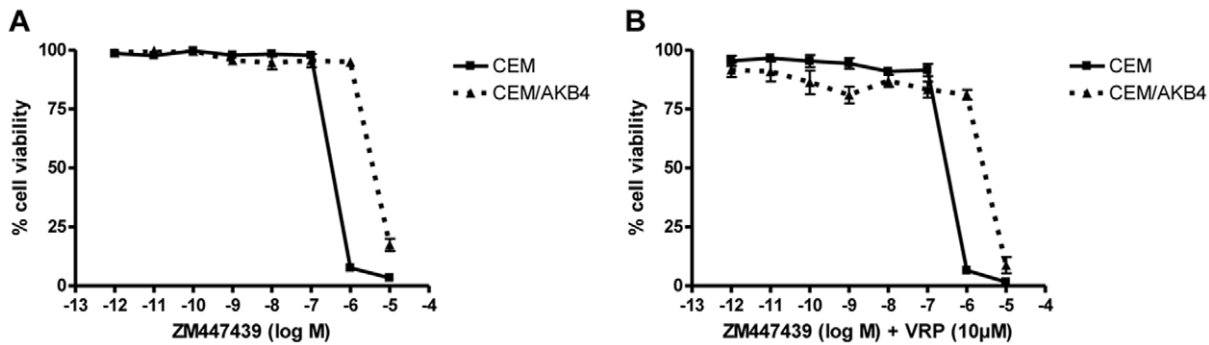 A
% cell viability
100
75
50
25
0
-13 -12 -11 -10 -9 -8 -7 -6 -5 -4
ZM447439 (log M)
CEM
CEM/AKB4
B
% cell viability
100
75
50
25
0
-13 -12 -11 -10 -9 -8 -7 -6 -5 -4
ZM447439 (log M) + VRP (10µM)
CEM
CEM/AKB4